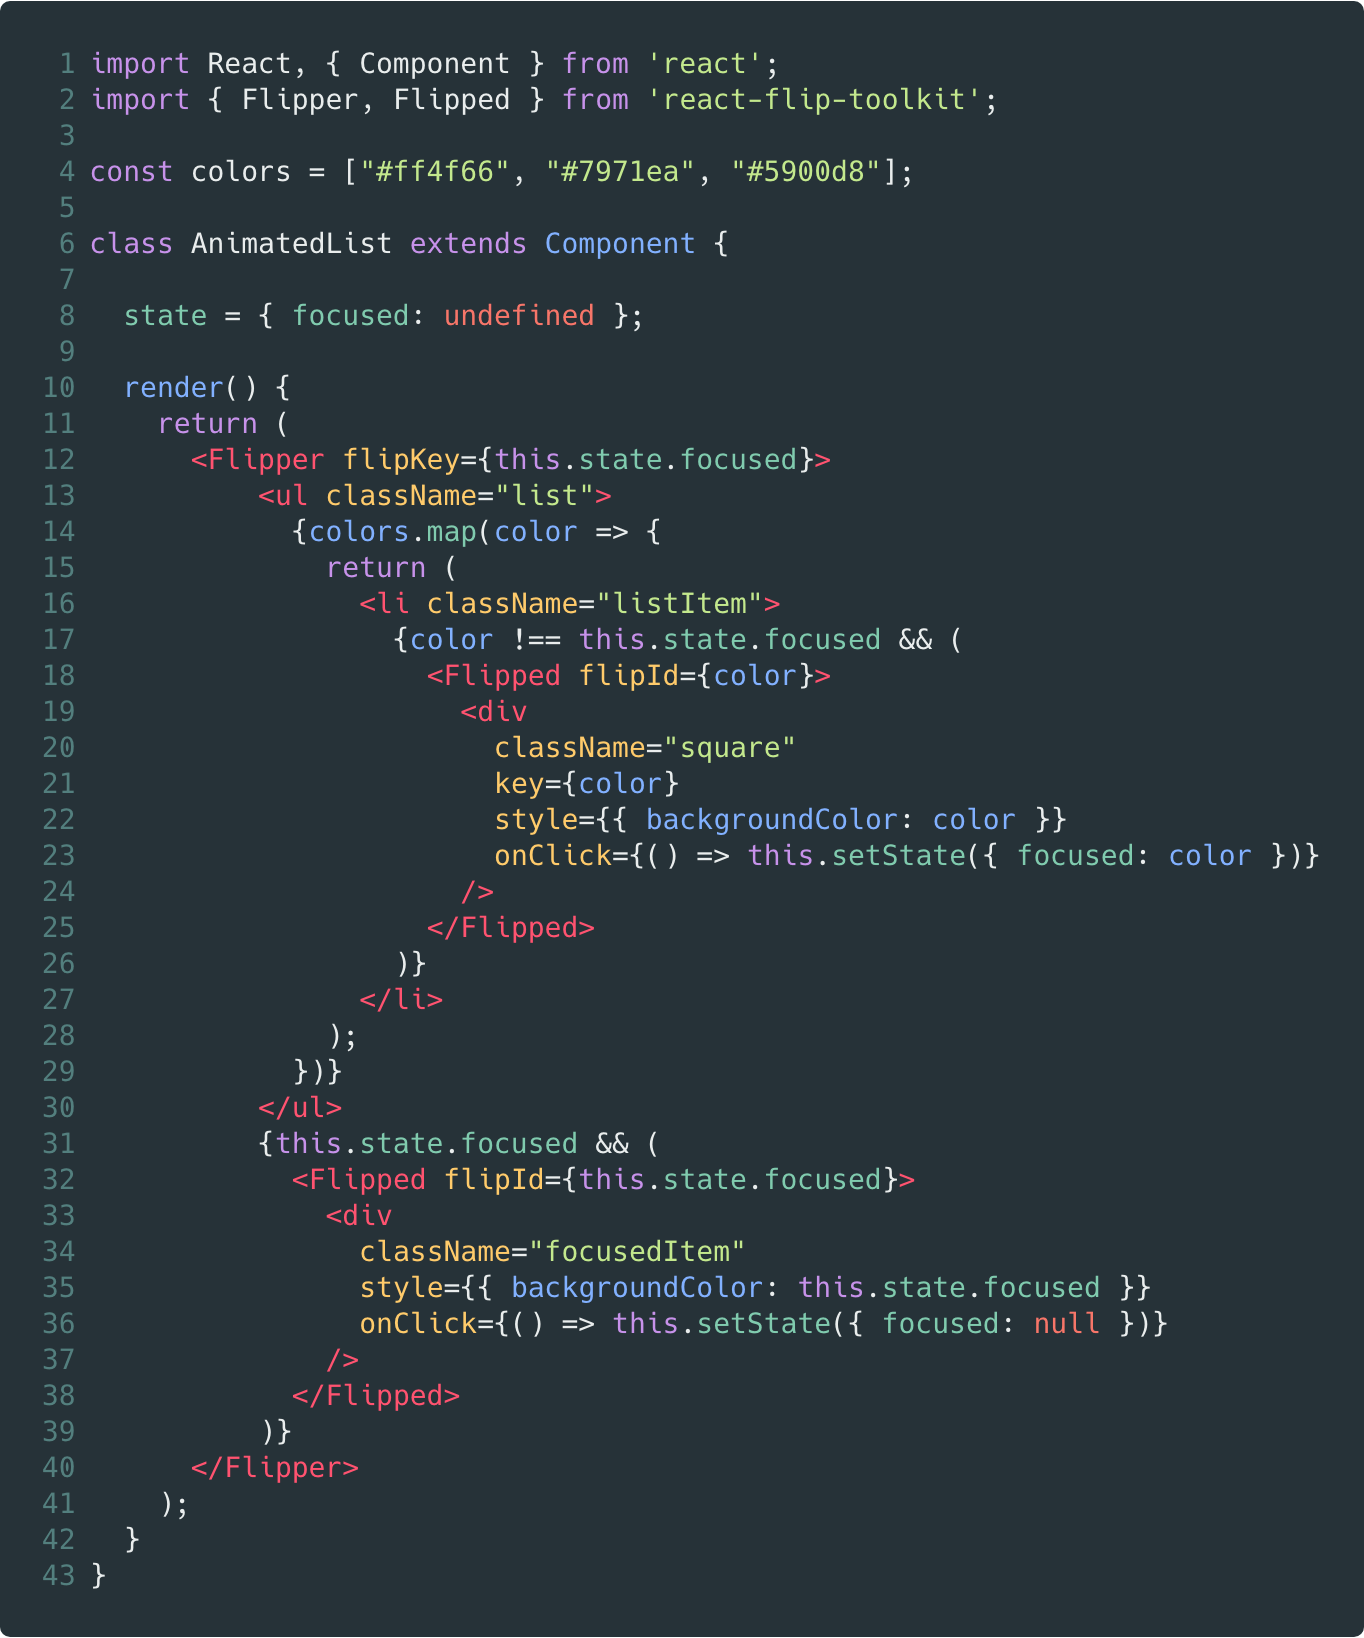 1 import React, { Component } from 'react';
2 import { Flipper, Flipped } from 'react-flip-toolkit';
3
4 const colors = ["#ff4f66", "#7971ea", "#5900d8"];
5
6 class AnimatedList extends Component {
7
8   state = { focused: undefined };
9
10   render() {
11     return (
12       <Flipper flipKey={this.state.focused}>
13           <ul className="list">
14             {colors.map(color => {
15               return (
16                 <li className="listItem">
17                   {color !== this.state.focused && (
18                     <Flipped flipId={color}>
19                       <div
20                         className="square"
21                         key={color}
22                         style={{ backgroundColor: color }}
23                         onClick={() => this.setState({ focused: color })}
24                       />
25                     </Flipped>
26                   )}
27                 </li>
28               );
29             })}
30           </ul>
31           {this.state.focused && (
32             <Flipped flipId={this.state.focused}>
33               <div
34                 className="focusedItem"
35                 style={{ backgroundColor: this.state.focused }}
36                 onClick={() => this.setState({ focused: null })}
37               />
38             </Flipped>
39           )}
40       </Flipper>
41     );
42   }
43 }